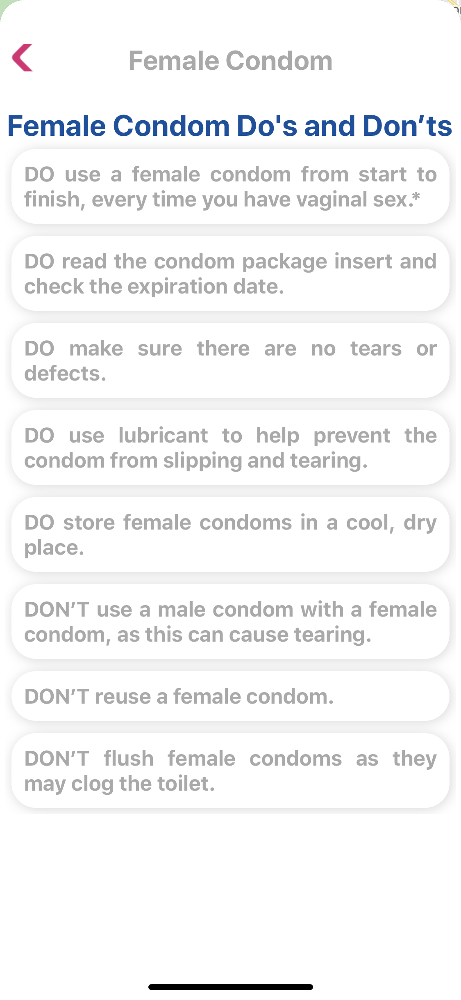 Female Condom
Female Condom Do's and Don’ts
DO use a female condom from start to
finish, every time you have vaginal sex.*
DO read the condom package insert and
check the expiration date.
DO make sure there are no tears or
defects.
DO use lubricant to help prevent the
condom from slipping and tearing.
DO store female condoms in a cool, dry
place.
DON’T use a male condom with a female
condom, as this can cause tearing.
DON’T reuse a female condom.
DON’T flush female condoms as they
may clog the toilet.